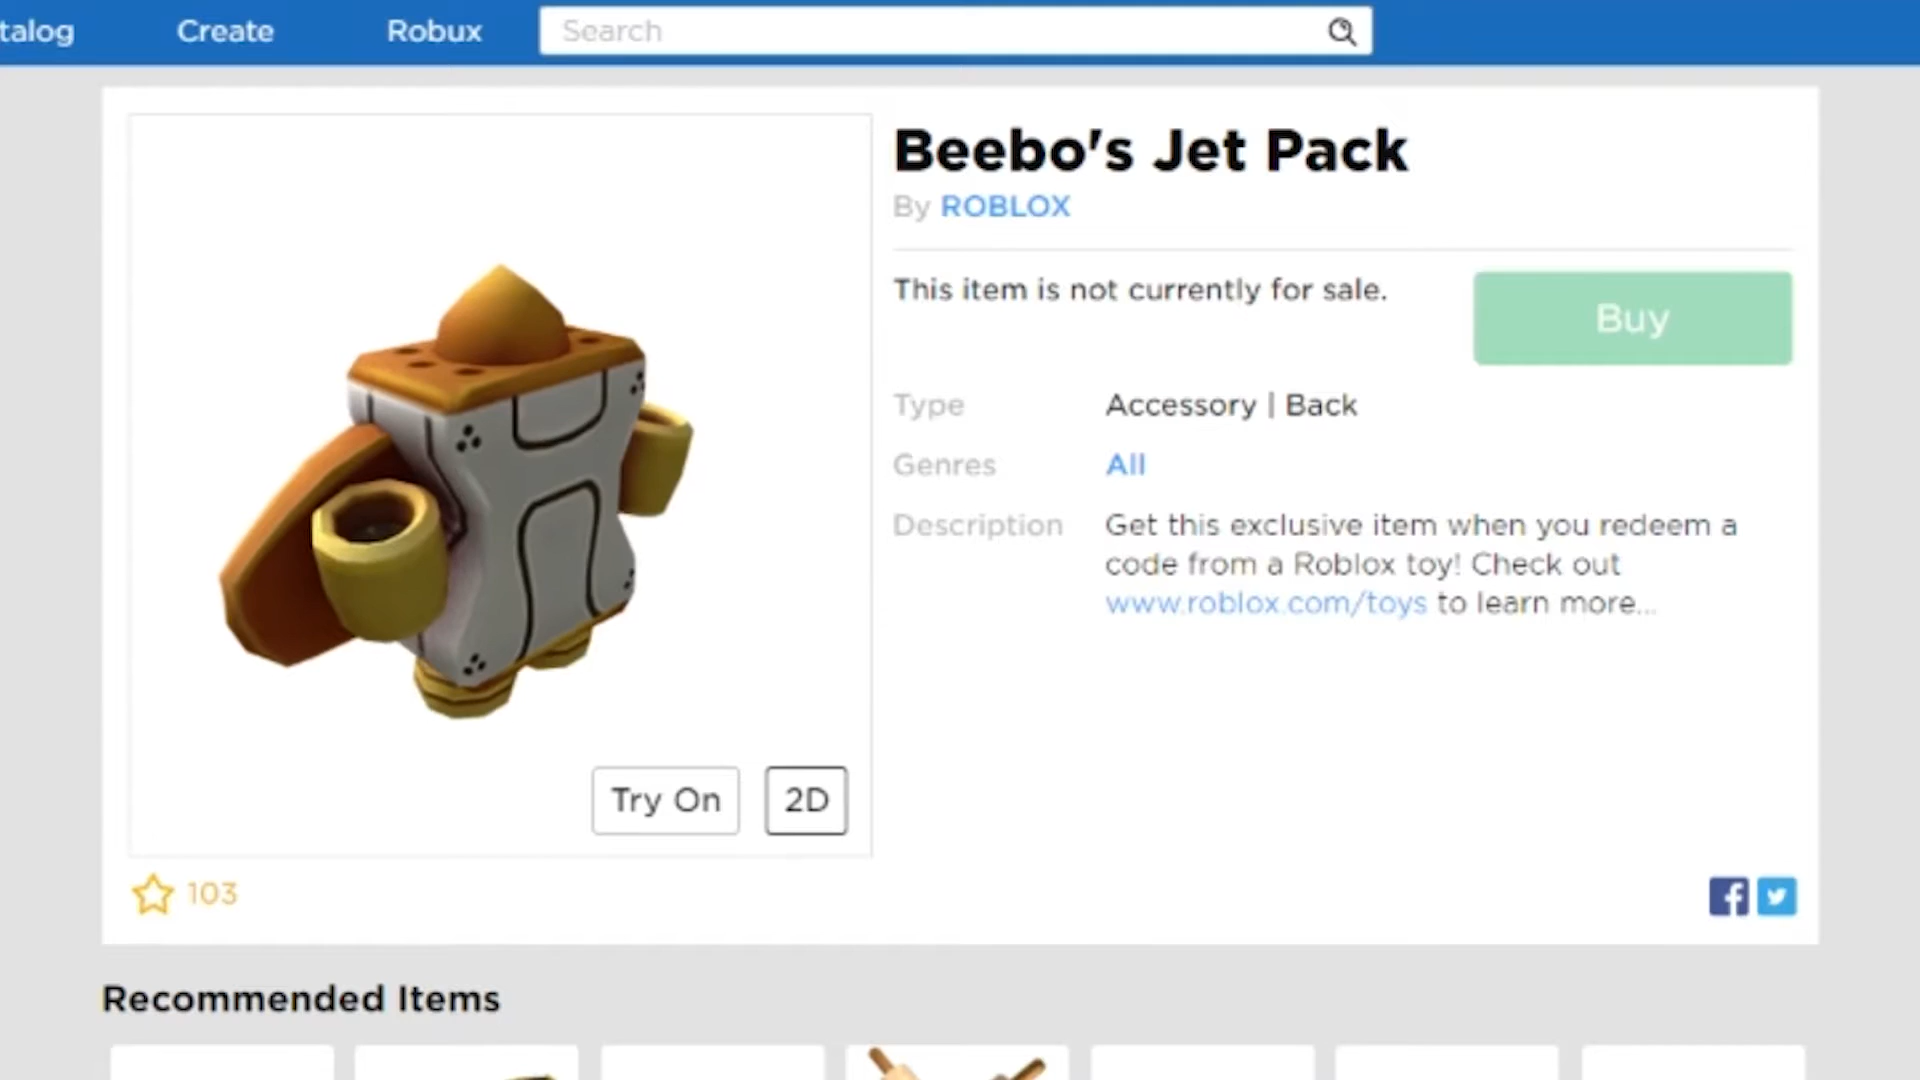 talog
Create
Robux
Search
Beebo's Jet Pack
By ROBLOX
This item is not currently for sale.
Buy
Type
Accessory | Back
Genres
All
Description
Get this exclusive item when you redeem a
code from a Roblox toy! Check out
www.roblox.com/toys to learn more...
Try On
2D
103
Recommended Items